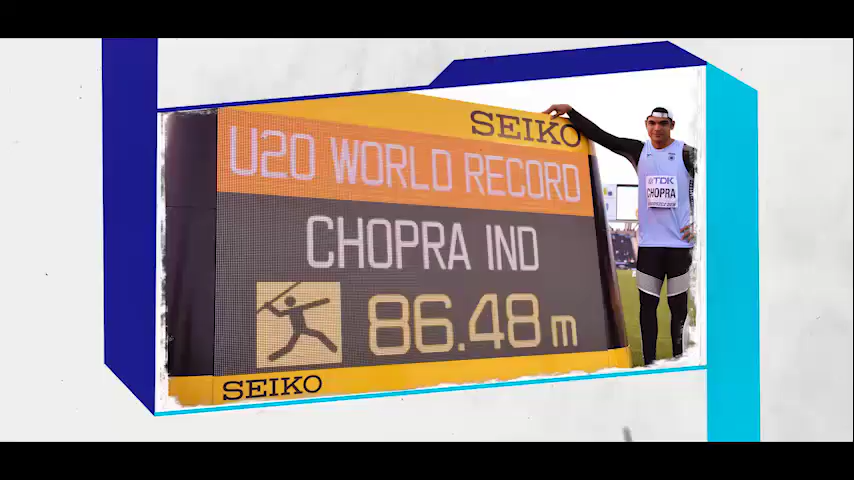 SEIKO
U20 WORLD RECORD
CHOPRA IND
86.48 m
SEIKO
TDK
CHOPRA